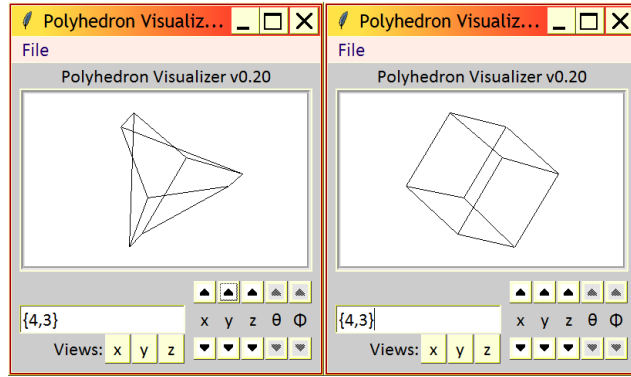 Polyhedron Visualiz...
File
Polyhedron Visualizer v0.20
{4,3}
x y z θ Φ
Views: x y z
Polyhedron Visualiz...
File
Polyhedron Visualizer v0.20
{4,3}
x y z θ Φ
Views: x y z